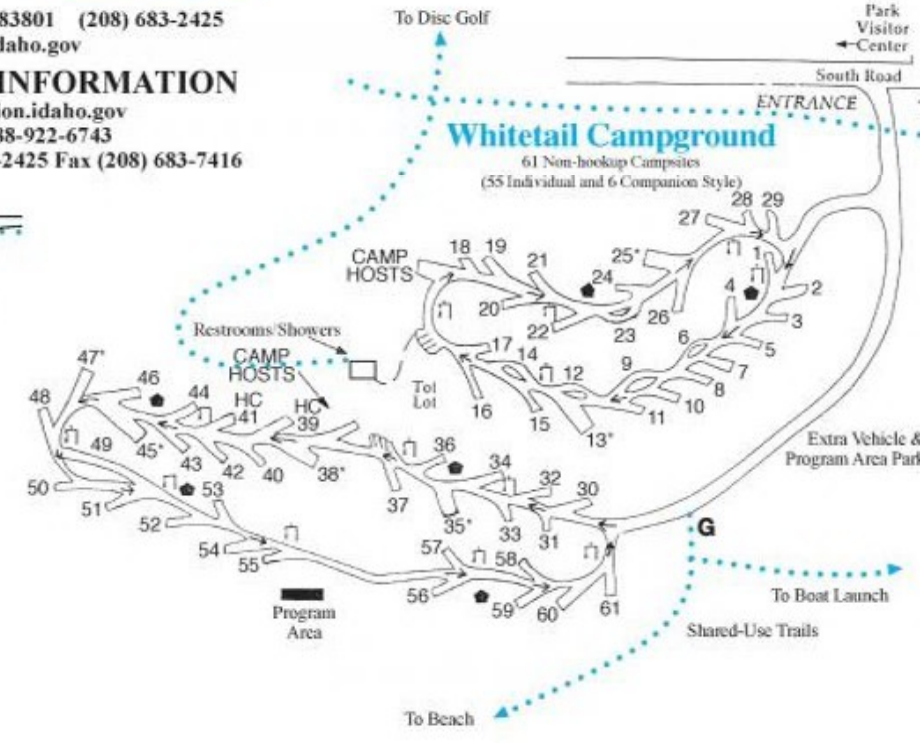 83801 (208) 683-2425
daho.gov
INFORMATION
ion.idaho.gov
38-922-6743
-2425 Fax (208) 683-7416
To Disc Golf
Park
Visitor
Center
South Road
ENTRANCE
Whitetail Campground
61 Non-hookup Campsites
(55 Individual and 6 Companion Style)
28 29
27
1
25*
2
18 19
21
24
4
CAMP
HOSTS
20
22
23
26
3
6
5
Restrooms/Showers
17
14
12
9
7
8
10
11
16
15
13*
CAMP
HOSTS
Tot
Lot
47*
46
44
HC
HC
48
41
39
45*
43
42
40
38*
36
49
34
32
30
37
50
53
51
52
35*
33
31
Extra Vehicle &
Program Area Park
G
54
55
57
58
56
59
60
61
Program
Area
To Boat Launch
Shared-Use Trails
To Beach